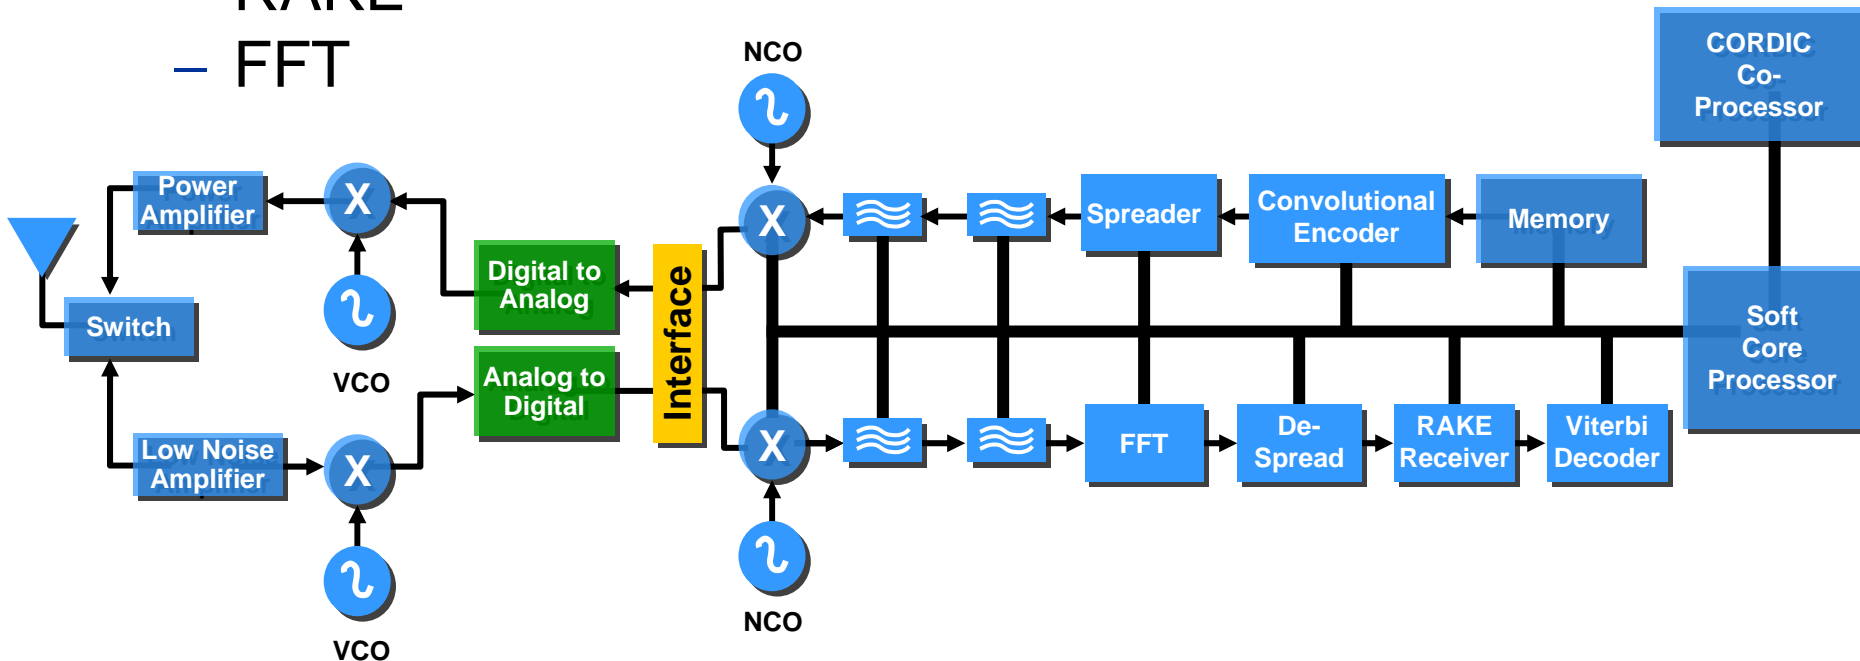 RAKE
– FFT
NCO
CORDIC
Co-
Processor
Power
Amplifier
X
X
Spreader
Convolutional
Encoder
Memory
Digital to
Analog
Interface
Switch
Soft
Core
Processor
VCO
Analog to
Digital
Low Noise
Amplifier
X
X
FFT
De-
Spread
RAKE
Receiver
Viterbi
Decoder
NCO
VCO